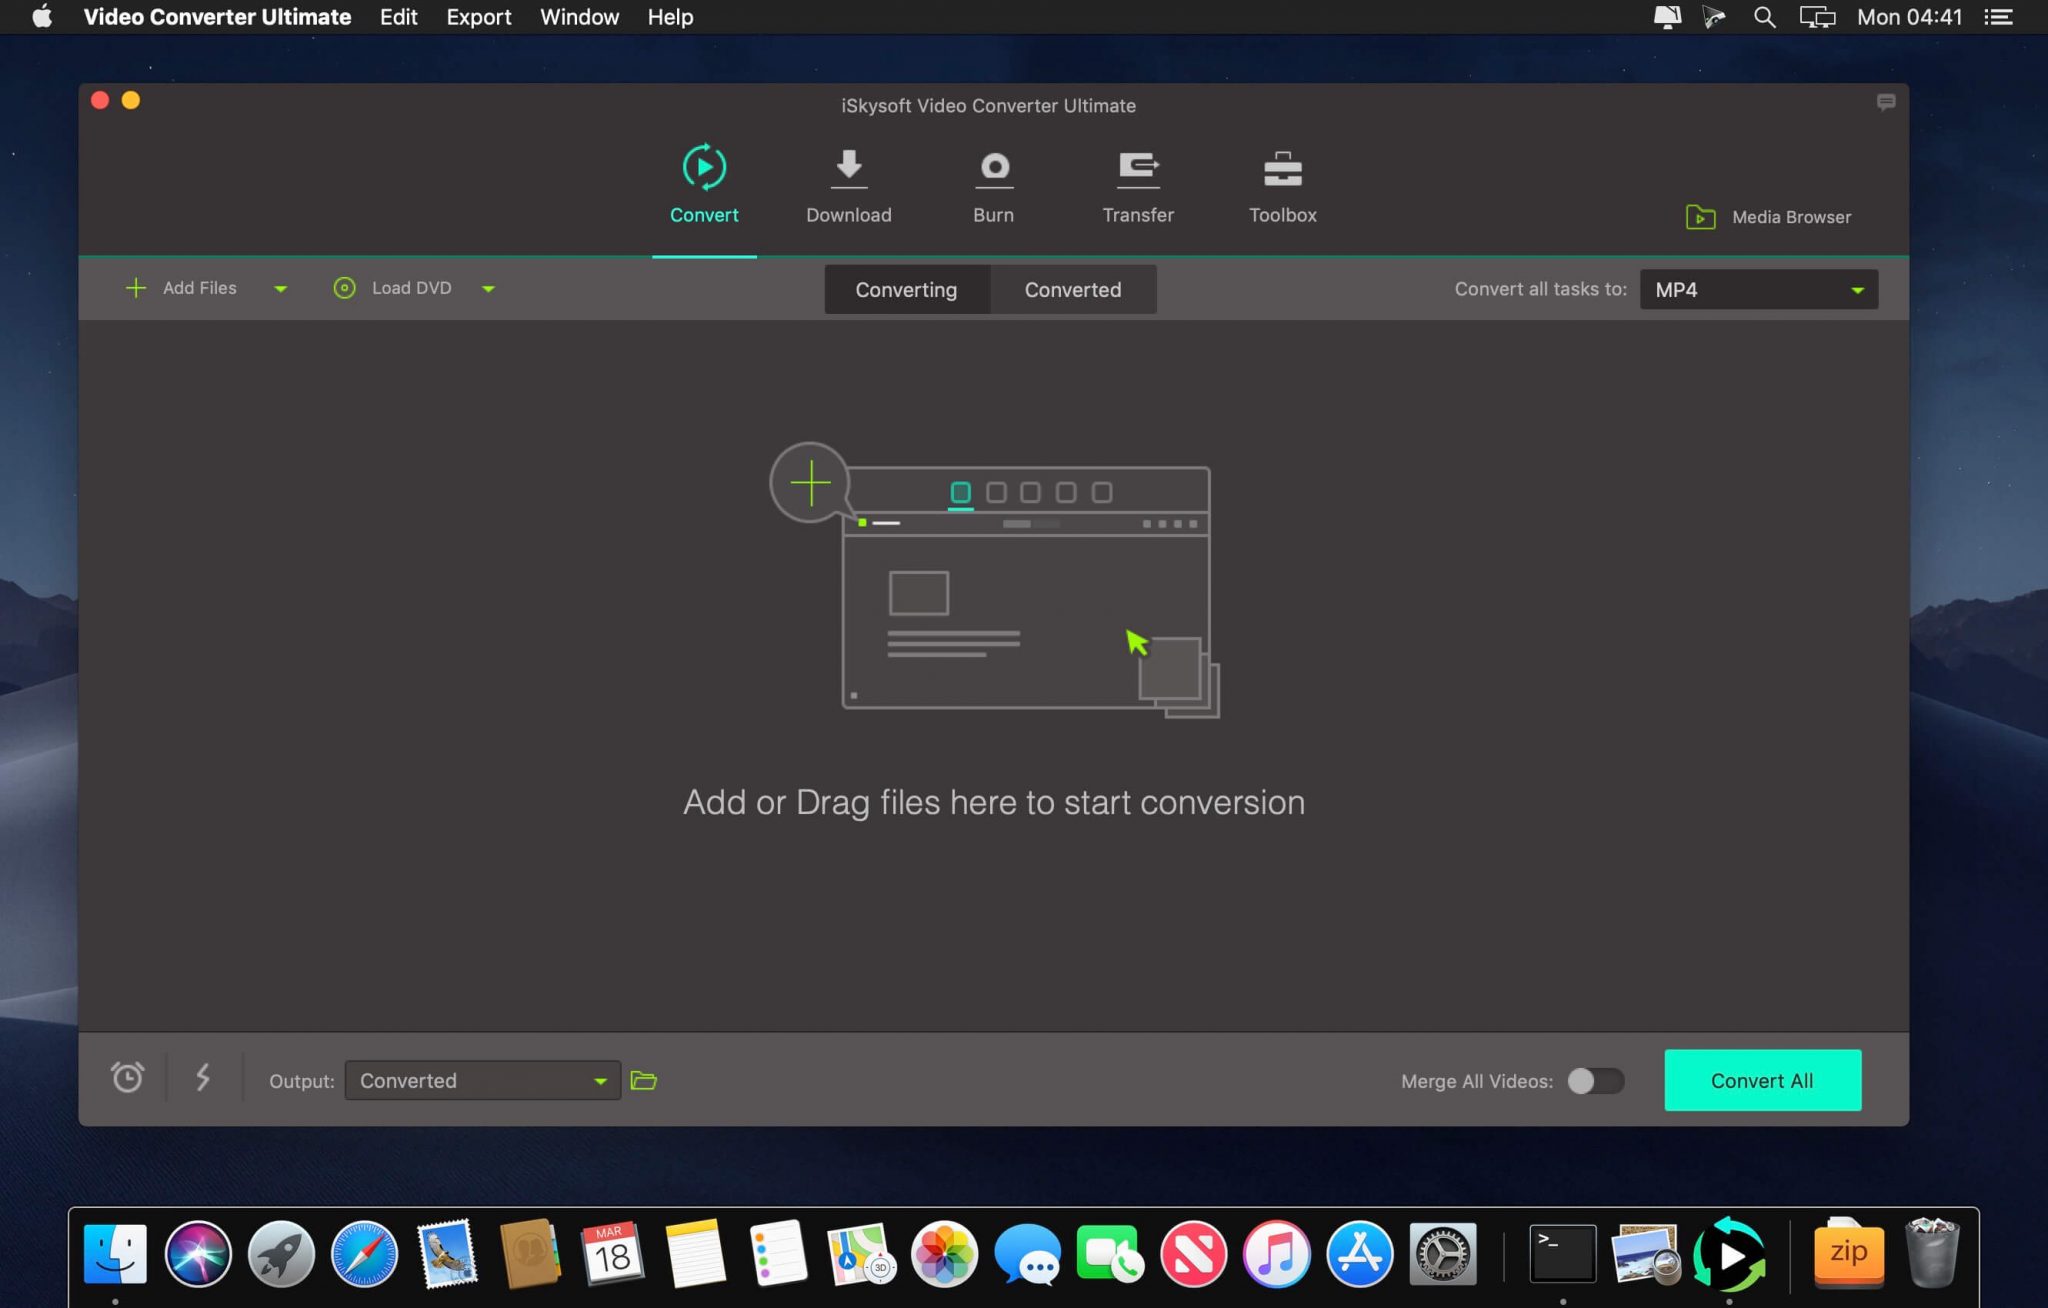 Video Converter Ultimate Edit Export Window Help Mon 04:41
iSkysoft Video Converter Ultimate
Convert Download Burn Transfer Toolbox
Media Browser
Add Files Load DVD Converting Converted Convert all tasks to: MP4
Add or Drag files here to start conversion
Output: Converted Merge All Videos: Convert All
MAR
18
3D
>_
zip